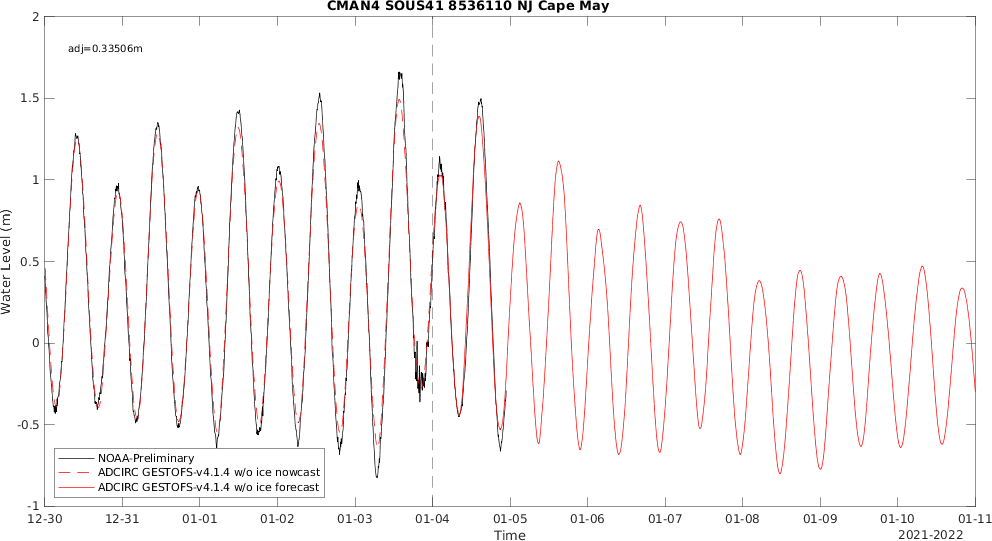 CMAN4 SOUS41 8536110 NJ Cape May
adj=0.33506m
2
1.5
1
0.5
0
-0.5
-1
Water Level (m)
NOAA-Preliminary
ADCIRC GESTOFS-v4.1.4 w/o ice nowcast
ADCIRC GESTOFS-v4.1.4 w/o ice forecast
12-30 12-31 01-01 01-02 01-03 01-04 01-05 01-06 01-07 01-08 01-09 01-10 01-11
Time
2021-2022